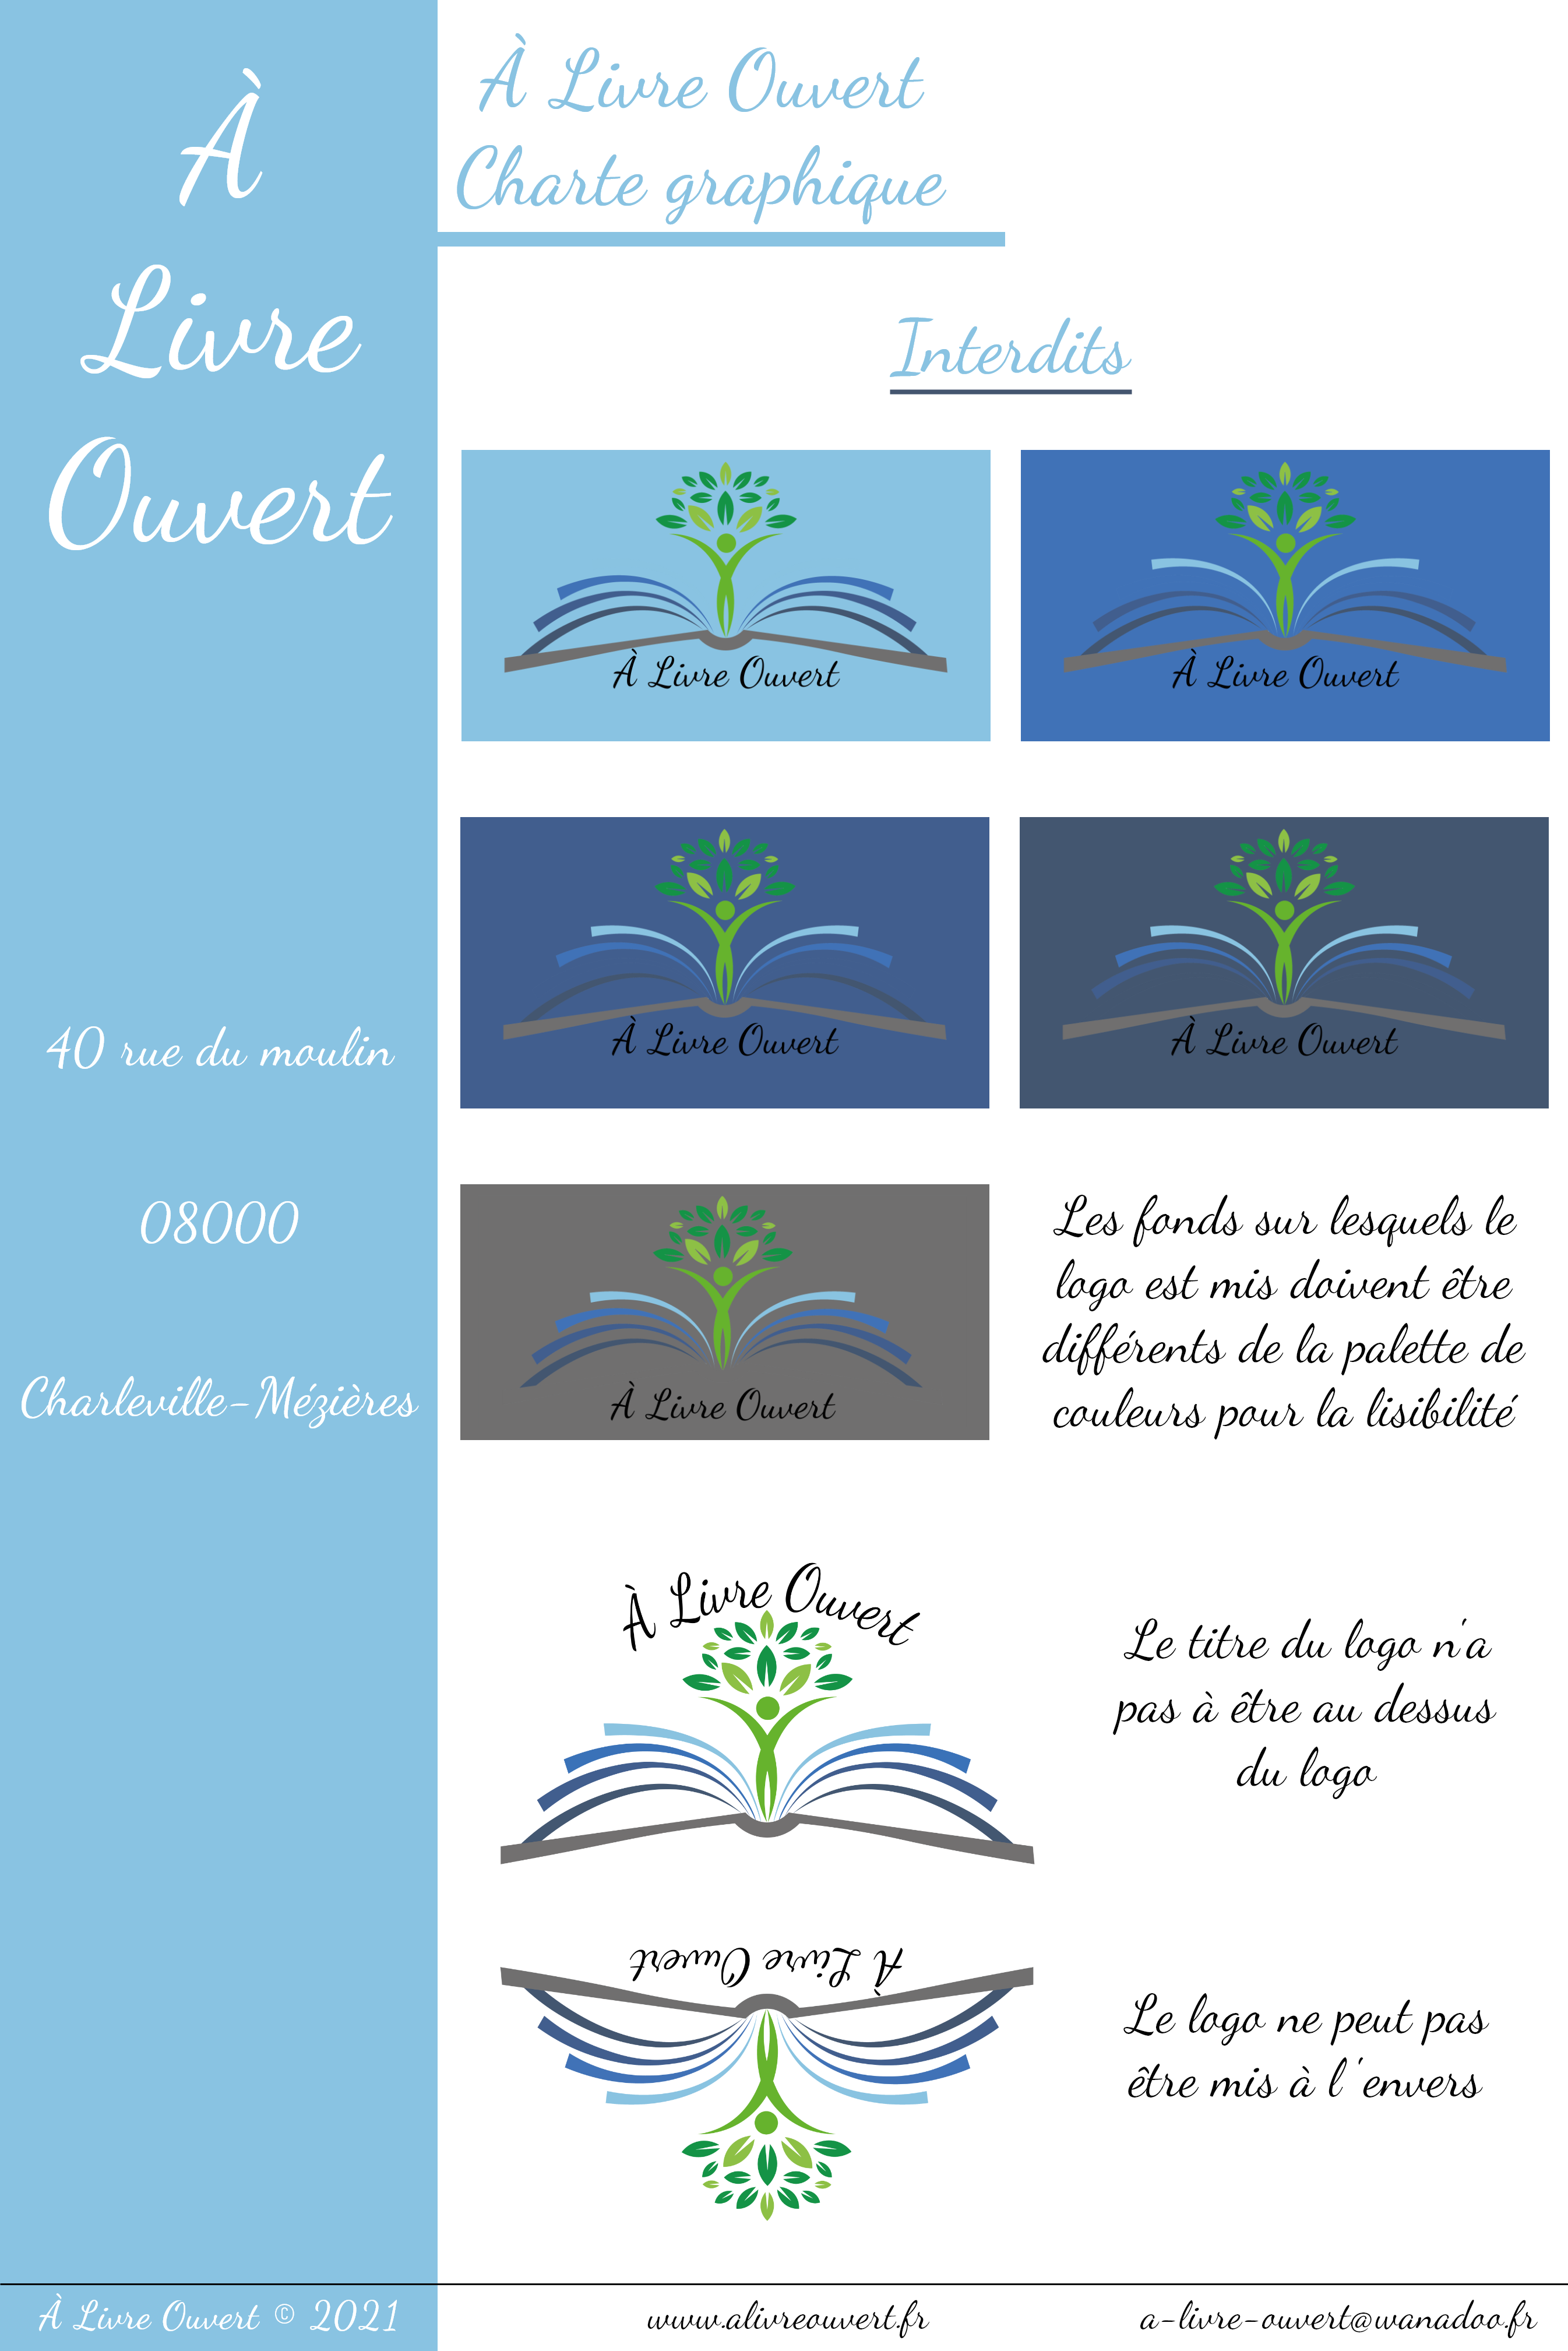 À
Livre
Ouvert
40 rue du moulin
08000
Charleville-Mézières
À Livre Ouvert
Charte graphique
Interdits
À Livre Ouvert
À Livre Ouvert
À Livre Ouvert
À Livre Ouvert
À Livre Ouvert
Les fonds sur lesquels le
logo est mis doivent être
différents de la palette de
couleurs pour la lisibilité
À Livre Ouvert
Le titre du logo n'a
pas à être au dessus
du logo
À Livre Ouvert
Le logo ne peut pas
être mis à l'envers
À Livre Ouvert © 2021
www.alivreouvert.fr
a-livre-ouvert@wanadoo.fr